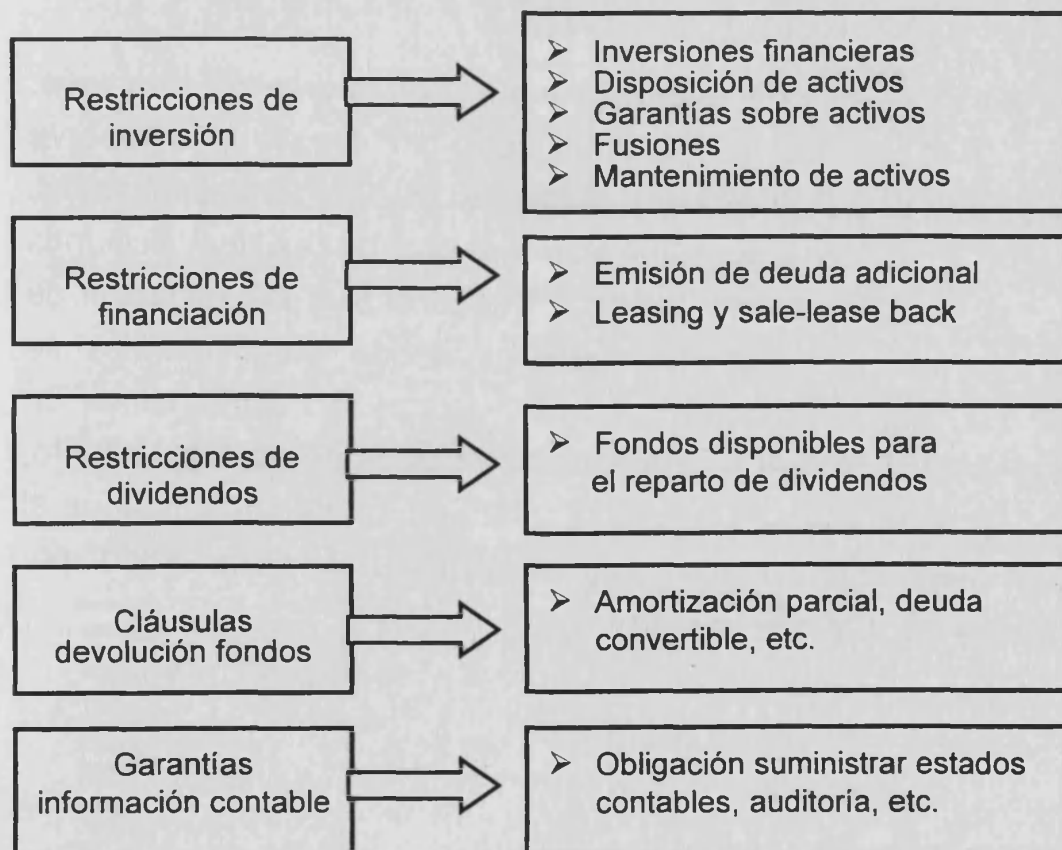 Restricciones de
inversión
➢ Inversiones financieras
➢ Disposición de activos
➢ Garantías sobre activos
➢ Fusiones
➢ Mantenimiento de activos
Restricciones de
financiación
➢ Emisión de deuda adicional
➢ Leasing y sale-lease back
Restricciones de
dividendos
➢ Fondos disponibles para
el reparto de dividendos
Cláusulas
devolución fondos
➢ Amortización parcial, deuda
convertible, etc.
Garantías
información contable
➢ Obligación suministrar estados
contables, auditoría, etc.